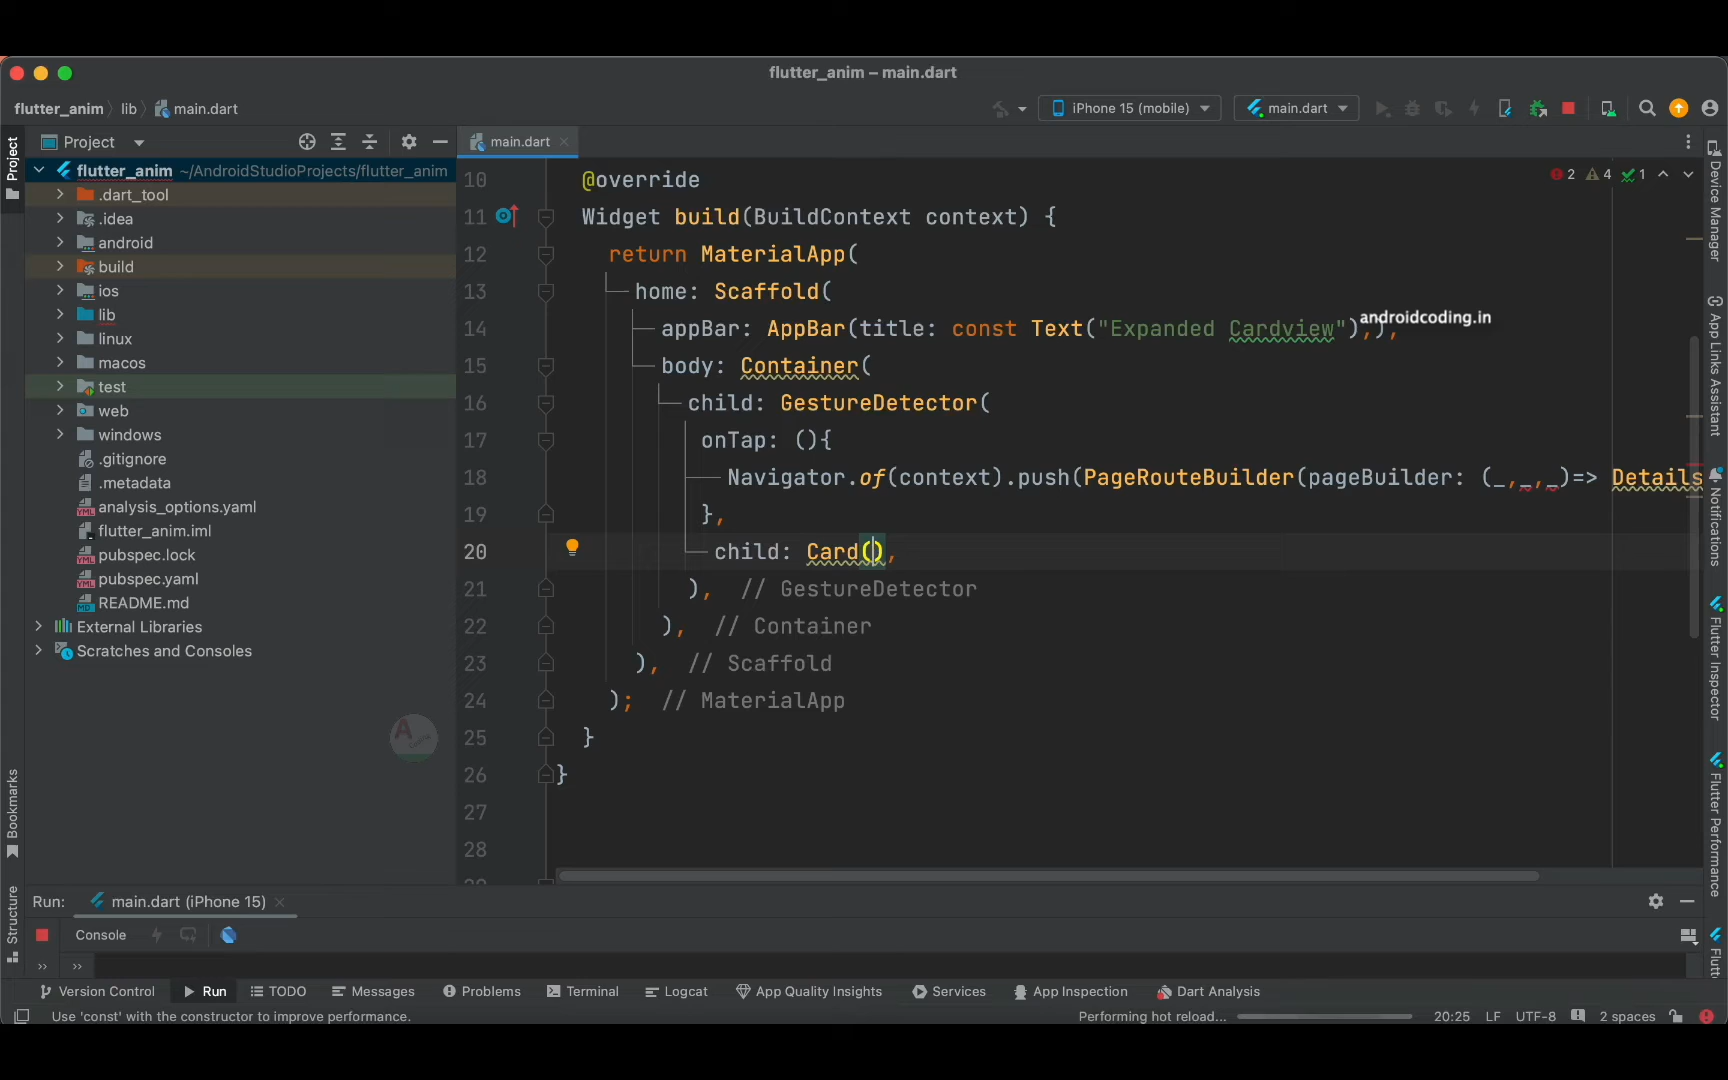 flutter_anim – main.dart
flutter_anim lib main.dart
iPhone 15 (mobile) main.dart
Project
main.dart
Project
flutter_anim ~/AndroidStudioProjects/flutter_anim
.dart_tool
.idea
android
build
ios
lib
linux
macos
test
web
windows
.gitignore
.metadata
analysis_options.yaml
flutter_anim.iml
pubspec.lock
pubspec.yaml
README.md
External Libraries
Scratches and Consoles
2 4 1
10 @override
11 Widget build(BuildContext context) {
12 return MaterialApp(
13 home: Scaffold(
14 appBar: AppBar(title: const Text("Expanded Cardview"),),
androidcoding.in
15 body: Container(
16 child: GestureDetector(
17 onTap: (){
18 Navigator.of(context).push(PageRouteBuilder(pageBuilder: (_,_,_)=> Details
19 },
20 child: Card(),
21 ), // GestureDetector
22 ), // Container
23 ), // Scaffold
24 ); // MaterialApp
25 }
26 }
27
28
Device Manager
App Links Assistant
Notifications
Flutter Inspector
Flutter Performance
Flutt
Bookmarks
Structure
Run: main.dart (iPhone 15)
Console
Version Control Run TODO Messages Problems Terminal Logcat App Quality Insights Services App Inspection Dart Analysis
Use 'const' with the constructor to improve performance. Performing hot reload... 20:25 LF UTF-8 2 spaces